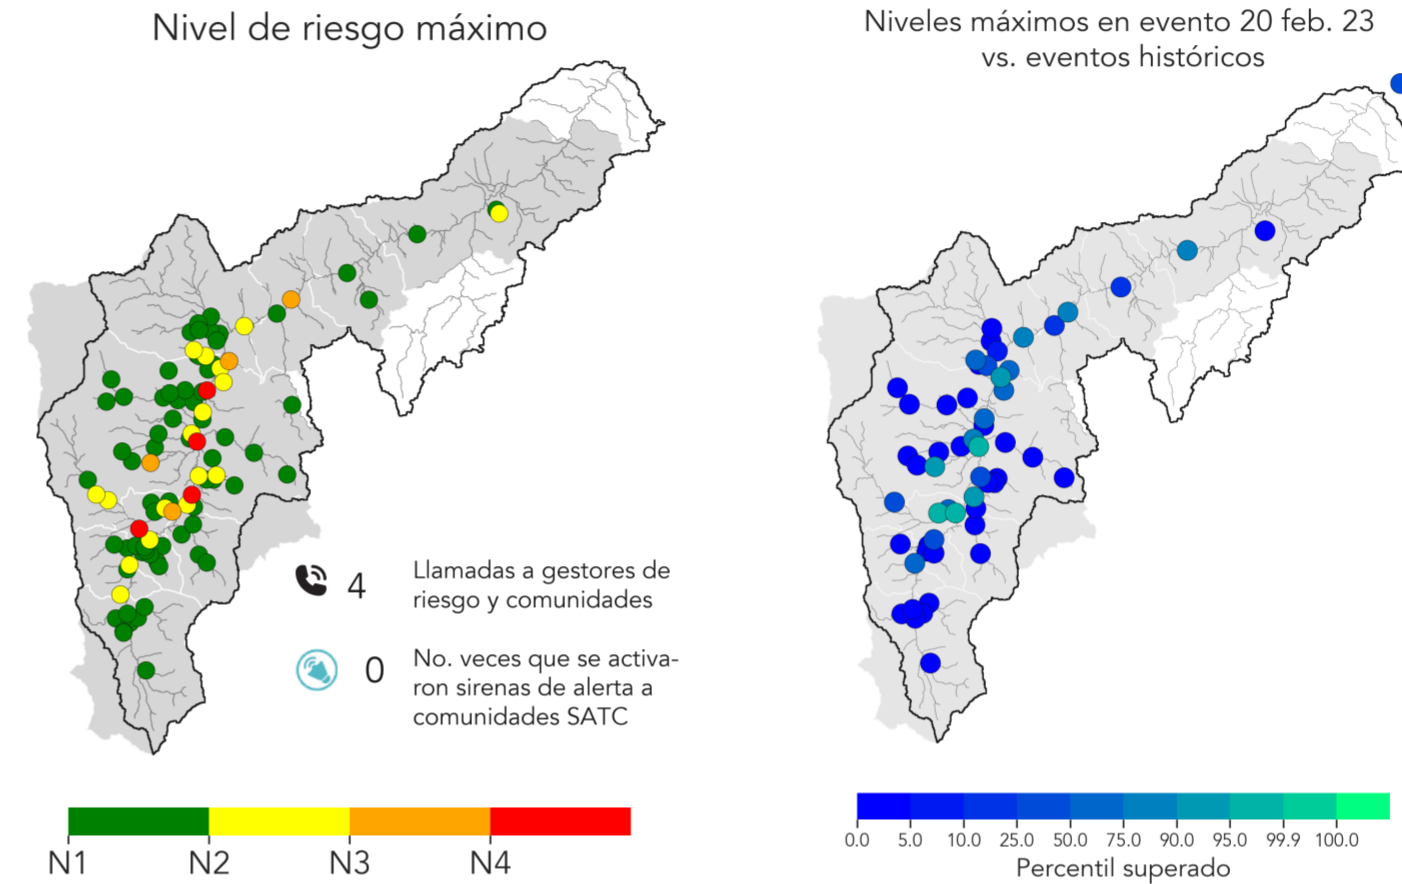 Nivel de riesgo máximo
4
Llamadas a gestores de
riesgo y comunidades
0
No. veces que se activa-
ron sirenas de alerta a
comunidades SATC
N1 N2 N3 N4
Niveles máximos en evento 20 feb. 23
vs. eventos históricos
0.0 5.0 10.0 25.0 50.0 75.0 90.0 95.0 99.9 100.0
Percentil superado